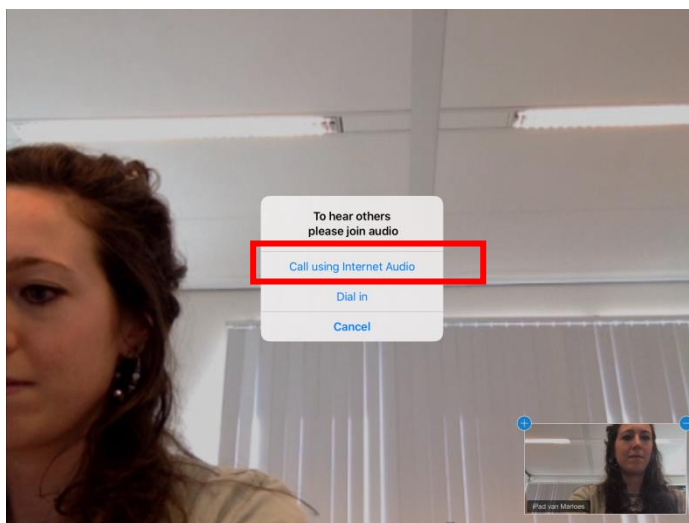 To hear others
please join audio
Call using Internet Audio
Dial in
Cancel
iPad van Marloes